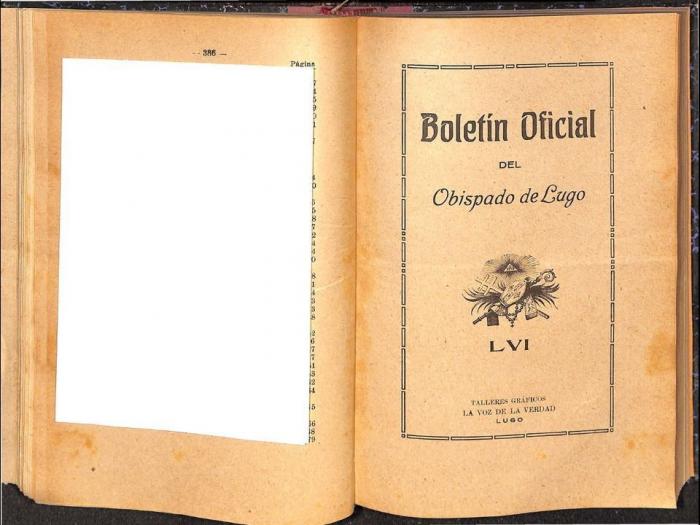 — 386 —
Página
Boletín Oficial
DEL
Obispado de Lugo
LVI
TALLERES GRÁFICOS
LA VOZ DE LA VERDAD
LUGO